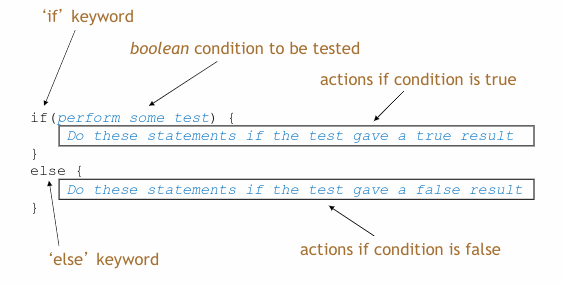 ‘if’ keyword
boolean condition to be tested
actions if condition is true
if(perform some test) {
Do these statements if the test gave a true result
}
else {
Do these statements if the test gave a false result
}
‘else’ keyword
actions if condition is false